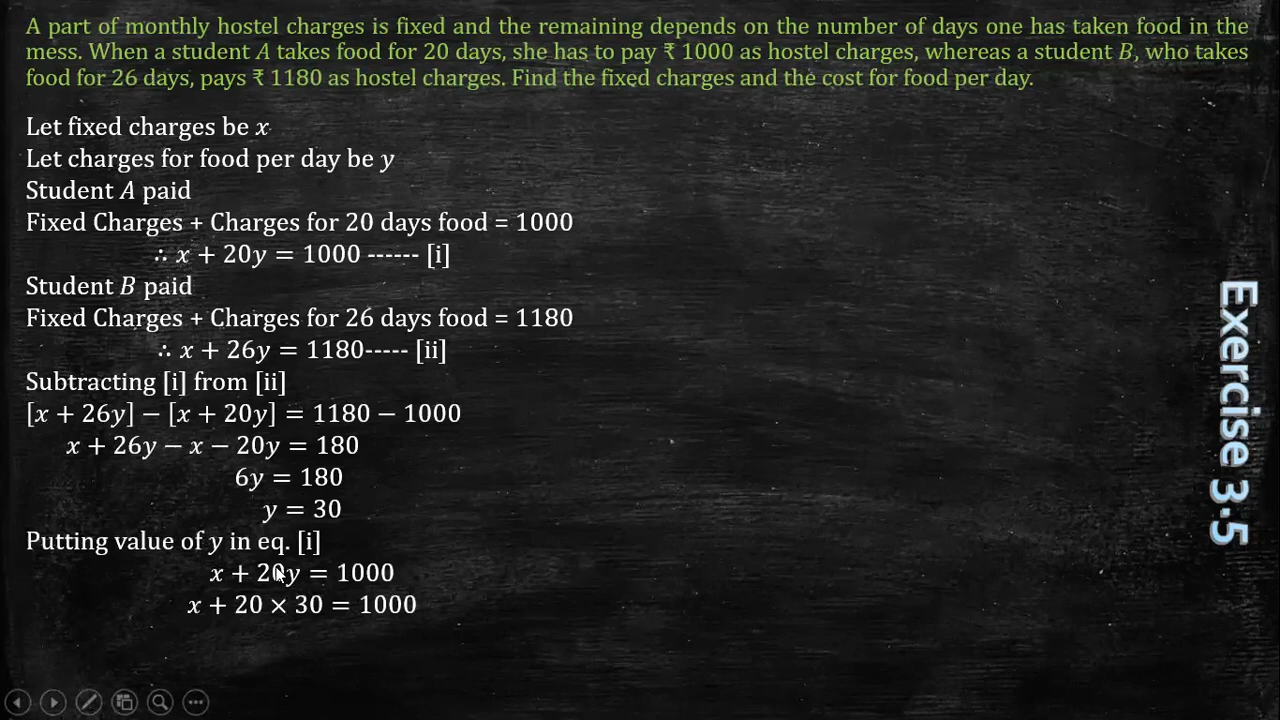 A part of monthly hostel charges is fixed and the remaining depends on the number of days one has taken food in the
mess. When a student A takes food for 20 days, she has to pay ₹ 1000 as hostel charges, whereas a student B, who takes
food for 26 days, pays ₹ 1180 as hostel charges. Find the fixed charges and the cost for food per day.
Let fixed charges be x
Let charges for food per day be y
Student A paid
Fixed Charges + Charges for 20 days food = 1000
∴ x + 20y = 1000 ------ [i]
Student B paid
Fixed Charges + Charges for 26 days food = 1180
∴ x + 26y = 1180----- [ii]
Subtracting [i] from [ii]
[x + 26y] − [x + 20y] = 1180 − 1000
x + 26y − x − 20y = 180
6y = 180
y = 30
Putting value of y in eq. [i]
x + 20y = 1000
x + 20 × 30 = 1000
Exercise 3.5